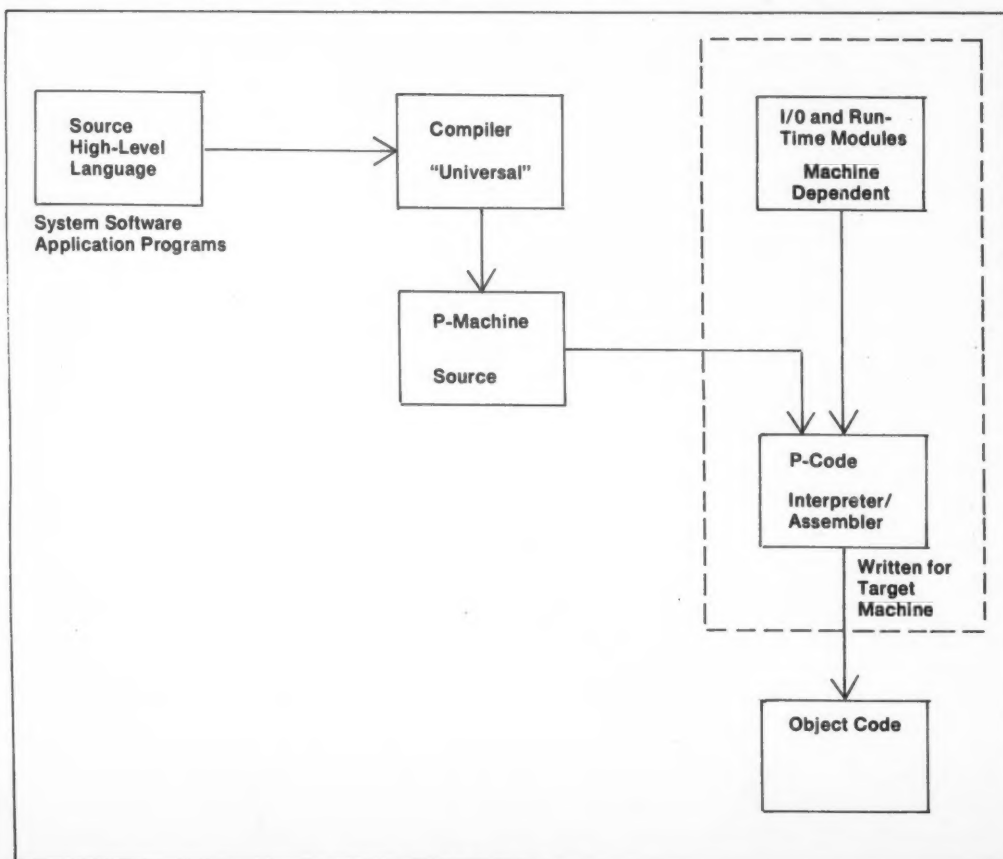 Source
High-Level
Language
System Software
Application Programs
Compiler
“Universal”
P-Machine
Source
I/0 and Run-
Time Modules
Machine
Dependent
P-Code
Interpreter/
Assembler
Written for
Target
Machine
Object Code